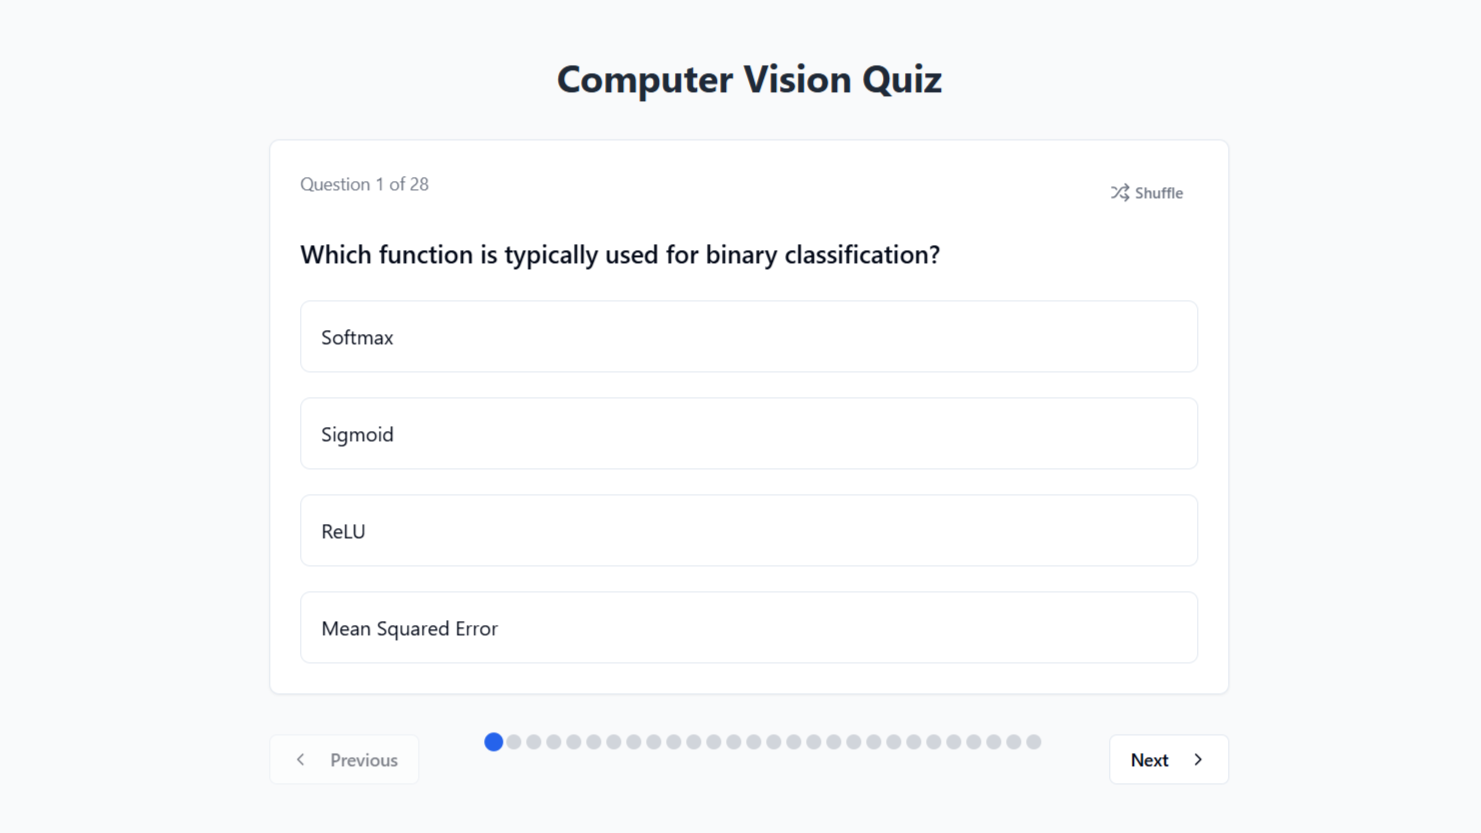 Computer Vision Quiz
Question 1 of 28
Shuffle
Which function is typically used for binary classification?
Softmax
Sigmoid
ReLU
Mean Squared Error
Previous
Next